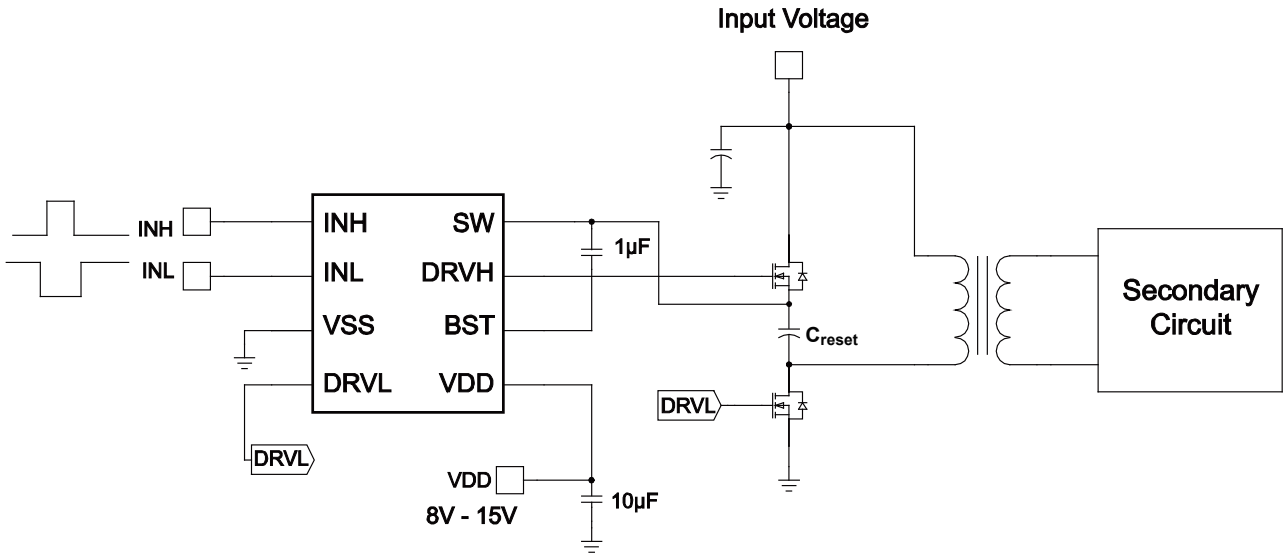 Input Voltage
INH
INL
INH
INL
VSS
DRVL
SW
DRVH
BST
VDD
1µF
DRVL
VDD
8V - 15V
10µF
Creset
DRVL
Secondary
Circuit